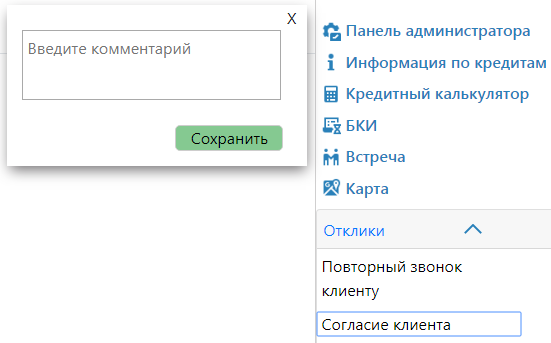 X
Введите комментарий
Сохранить
Панель администратора
Информация по кредитам
Кредитный калькулятор
БКИ
Встреча
Карта
Отклики
Повторный звонок
клиенту
Согласие клиента